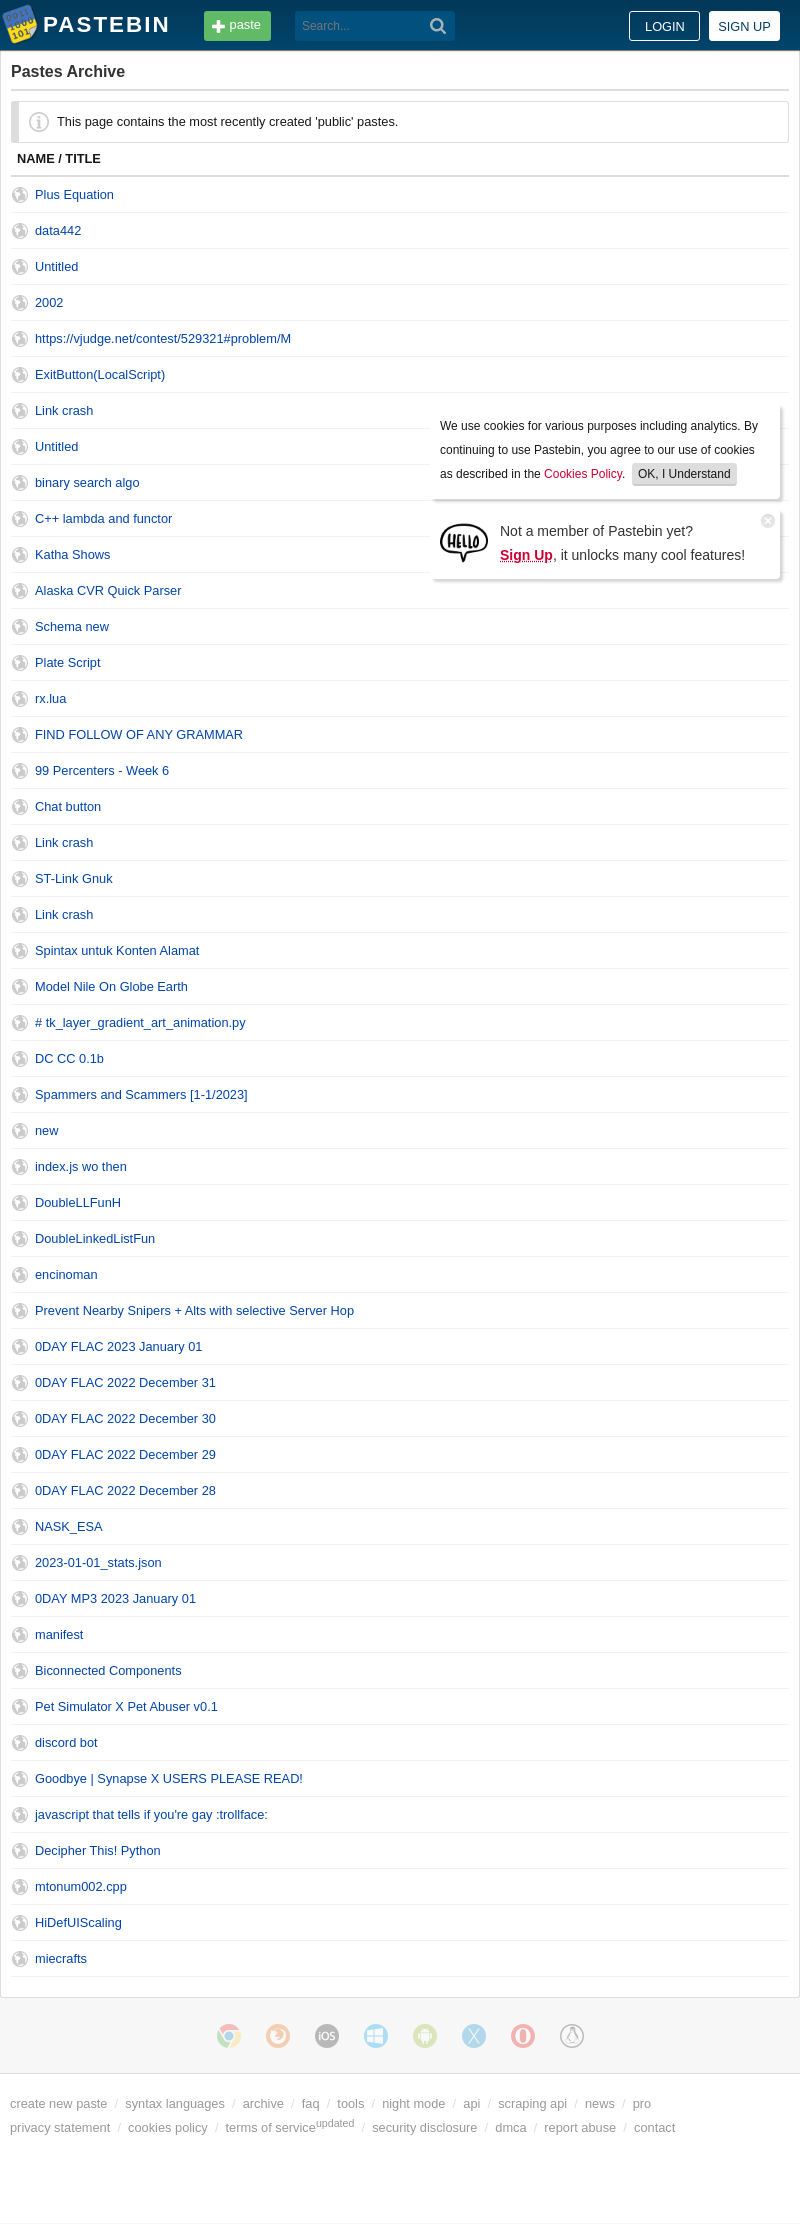 PASTEBIN
paste
Search...
LOGIN
SIGN UP
Pastes Archive
This page contains the most recently created 'public' pastes.
NAME / TITLE
Plus Equation
data442
Untitled
2002
https://vjudge.net/contest/529321#problem/M
ExitButton(LocalScript)
Link crash
Untitled
binary search algo
C++ lambda and functor
Katha Shows
Alaska CVR Quick Parser
We use cookies for various purposes including analytics. By
continuing to use Pastebin, you agree to our use of cookies
as described in the Cookies Policy. OK, I Understand
HELLO
Not a member of Pastebin yet?
Sign Up, it unlocks many cool features!
Schema new
Plate Script
rx.lua
FIND FOLLOW OF ANY GRAMMAR
99 Percenters - Week 6
Chat button
Link crash
ST-Link Gnuk
Link crash
Spintax untuk Konten Alamat
Model Nile On Globe Earth
# tk_layer_gradient_art_animation.py
DC CC 0.1b
Spammers and Scammers [1-1/2023]
new
index.js wo then
DoubleLLFunH
DoubleLinkedListFun
encinoman
Prevent Nearby Snipers + Alts with selective Server Hop
0DAY FLAC 2023 January 01
0DAY FLAC 2022 December 31
0DAY FLAC 2022 December 30
0DAY FLAC 2022 December 29
0DAY FLAC 2022 December 28
NASK_ESA
2023-01-01_stats.json
0DAY MP3 2023 January 01
manifest
Biconnected Components
Pet Simulator X Pet Abuser v0.1
discord bot
Goodbye | Synapse X USERS PLEASE READ!
javascript that tells if you're gay :trollface:
Decipher This! Python
mtonum002.cpp
HiDefUIScaling
miecrafts
iOS
create new paste / syntax languages / archive / faq / tools / night mode / api / scraping api / news / pro
privacy statement / cookies policy / terms of service updated / security disclosure / dmca / report abuse / contact